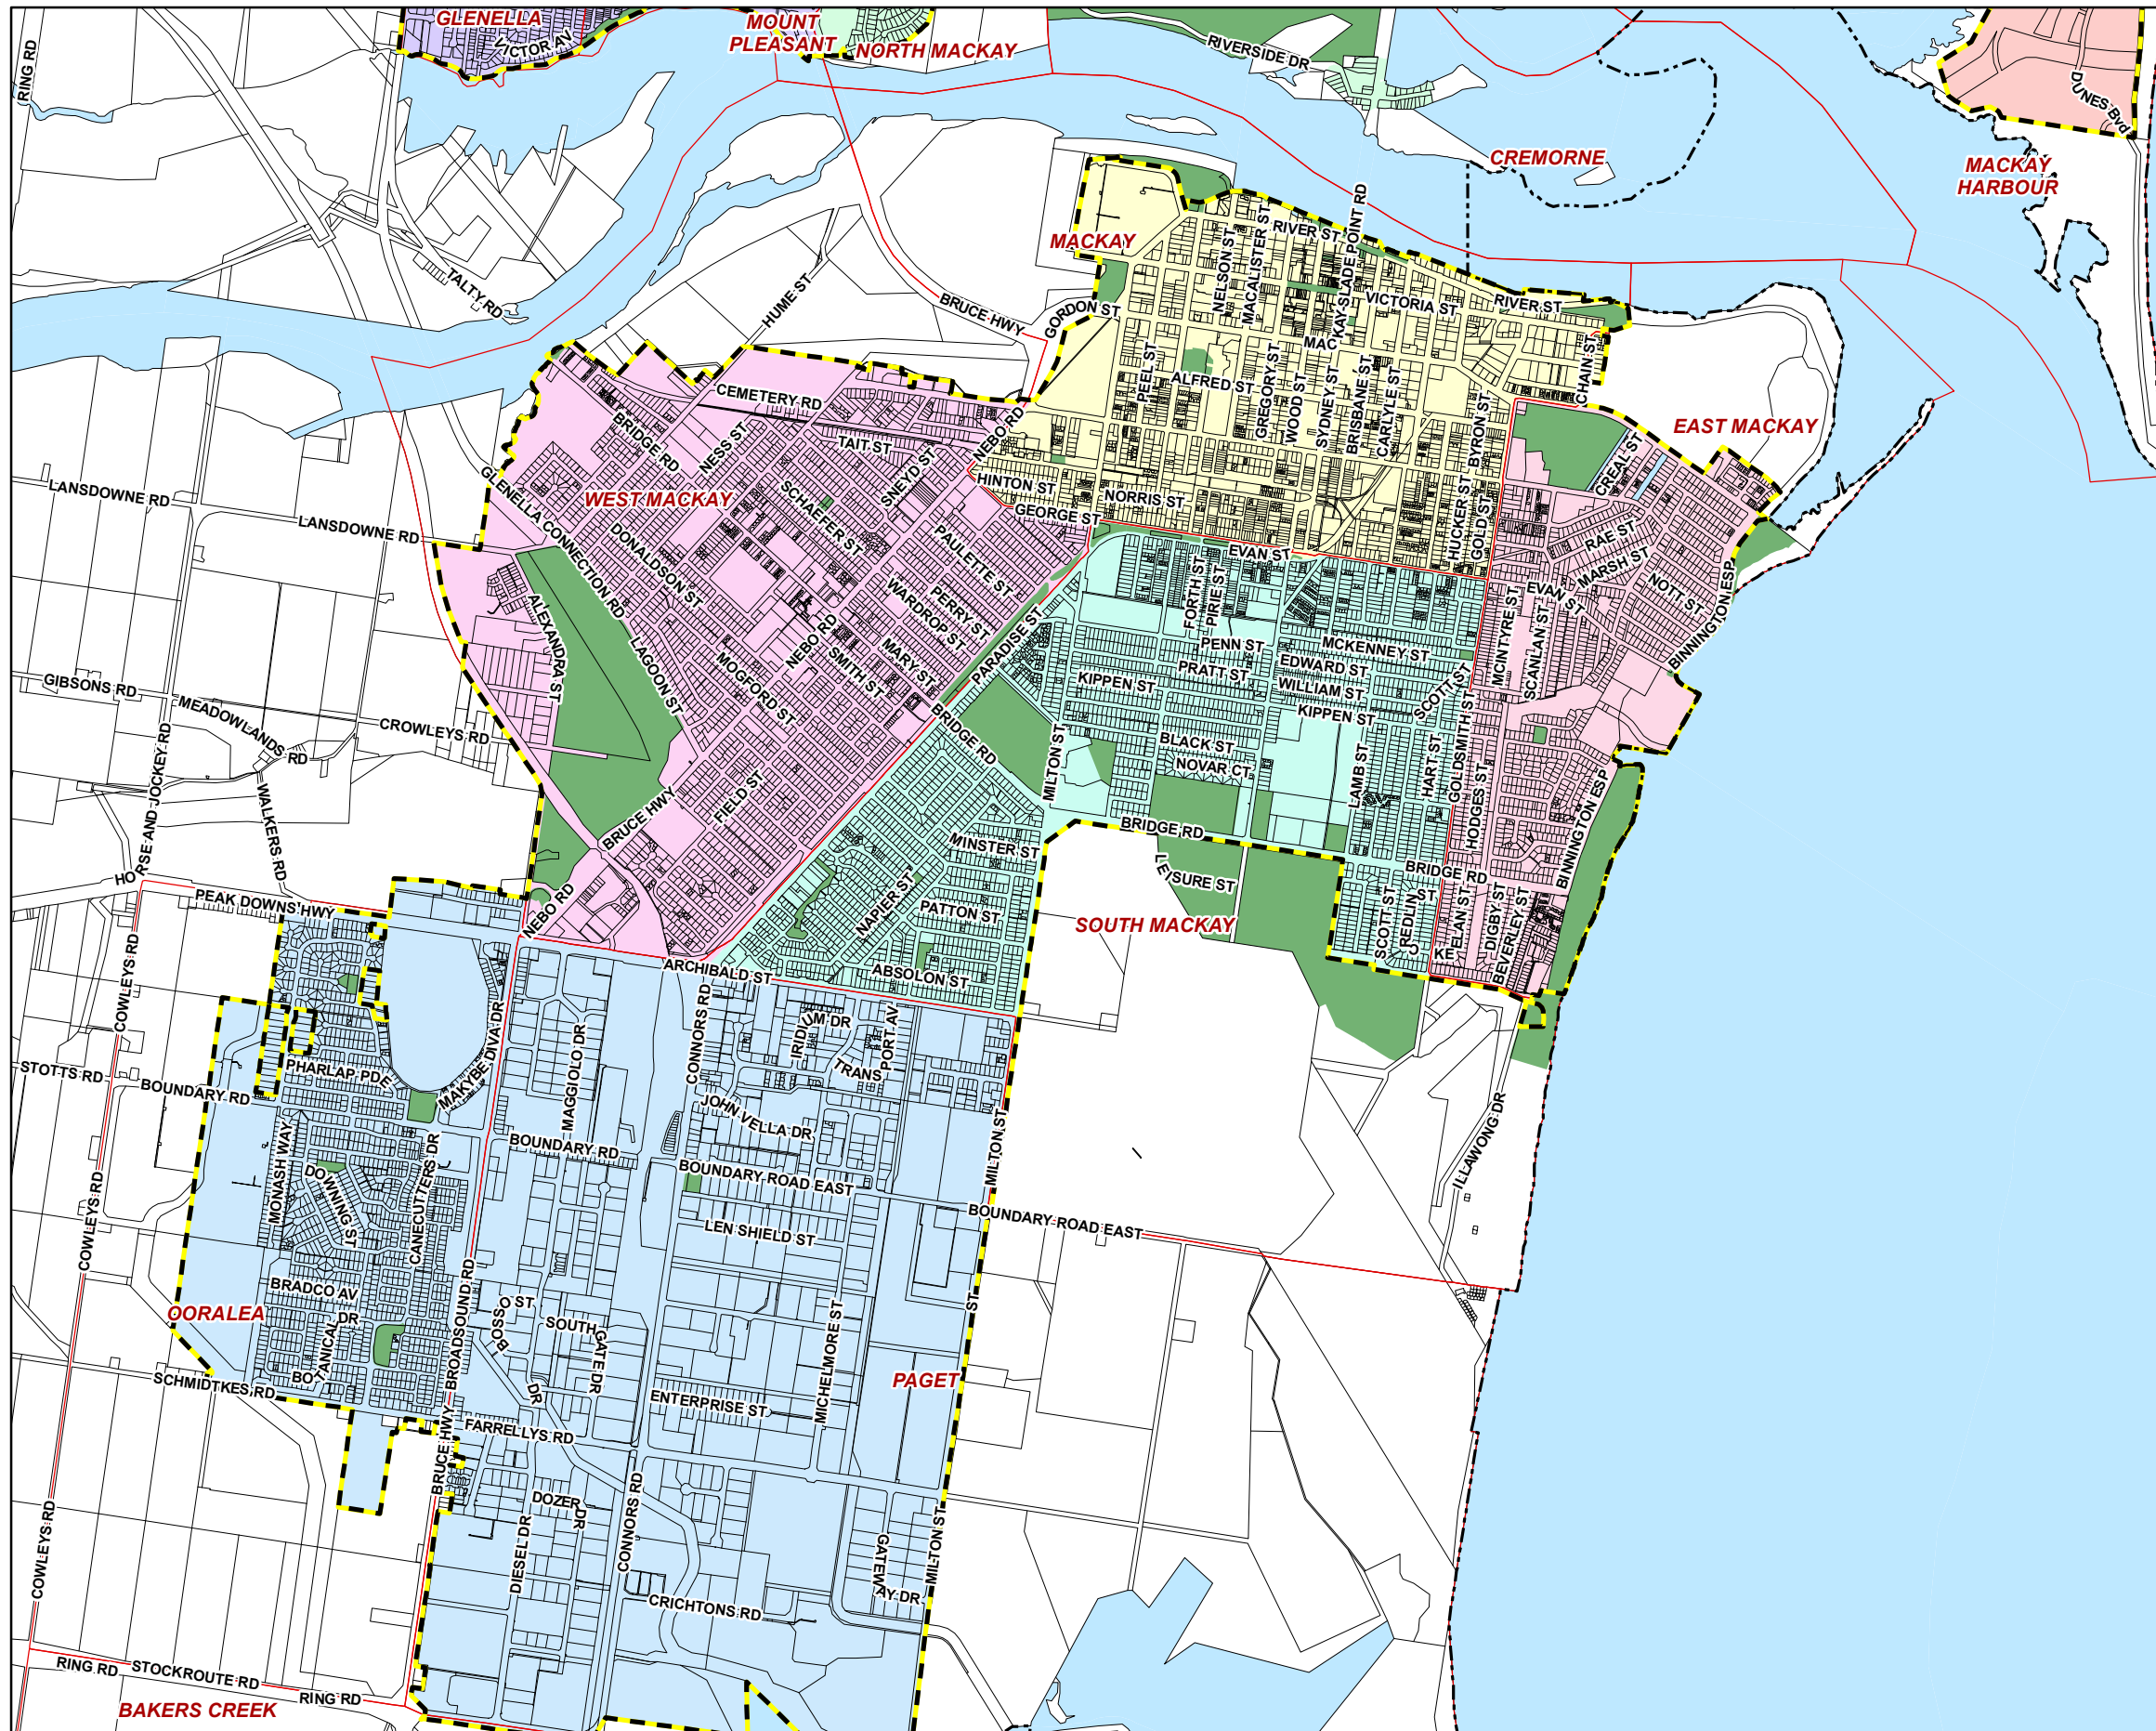 GLENELLA
VICTOR AV
MOUNT
PLEASANT
NORTH MACKAY
RIVERSIDE DR
RING RD
DUNES Bvd
CREMORNE
MACKAY
HARBOUR
MACKAY
RIVER ST
NELSON ST
MACALISTER ST
MACKAY-SLADE POINT RD
VICTORIA ST
RIVER ST
TALTY RD
HUME ST
BRUCE HWY
GORDON ST
PEEL ST
ALFRED ST
GREGORY ST
WOOD ST
SYDNEY ST
BRISBANE ST
CARLYLE ST
BYRON ST
CHAIN ST
EAST MACKAY
CEMETERY RD
BRIDGE RD
NESS ST
TAIT ST
SNEYD ST
NEBO RD
HINTON ST
GEORGE ST
NORRIS ST
HUCKER ST
GOLD ST
CREAL ST
RAE ST
MARSH ST
NOTT ST
EVAN ST
BINNINGTON ESP
LANSDOWNE RD
LANSDOWNE RD
GLENELLA CONNECTION RD
WEST MACKAY
SCHAEFER ST
DONALDSON ST
PAULETTE ST
PERRY ST
WARDROP ST
EVAN ST
FORTH ST
PIRIE ST
ALEXANDRA ST
LAGOON ST
NEBO RD
MOGFORD ST
SMITH ST
MARY ST
PARADISE ST
PENN ST
MCKENNEY ST
PRATT ST
EDWARD ST
KIPPEN ST
WILLIAM ST
KIPPEN ST
SCOTT ST
MCINTYRE ST
SCANLAN ST
GIBSONS RD
MEADOWLANDS RD
CROWLEYS RD
HORSE AND JOCKEY RD
WALKERS RD
BRIDGE RD
MILTON ST
BLACK ST
NOVAR CT
LAMB ST
HART ST
GOLDSMITH ST
HODGES ST
BINNINGTON ESP
BRUCE HWY
FIELD ST
BRIDGE RD
MINSTER ST
LEISURE ST
BRIDGE RD
PEAK DOWNS HWY
NEBO RD
NAPIER ST
PATTON ST
SOUTH MACKAY
SCOTT ST
CREDLIN ST
KEELAN ST
DIGBY ST
BEVERLEY ST
COWLEYS RD
ARCHIBALD ST
ABSOLON ST
MAKYBE DIVA DR
MAGGIOLO DR
CONNORS RD
IRIDIUM DR
TRANSPORT AV
STOTTS RD
BOUNDARY RD
PHARLAP PDE
JOHN VELLA DR
BOUNDARY RD
BOUNDARY ROAD EAST
MILTON ST
BOUNDARY ROAD EAST
ILLAWONG DR
MONASH WAY
DOWNING ST
CANECUTTERS DR
COWLEYS RD
LEN SHIELD ST
BRADCO AV
BROADSOUND RD
BOSSO ST
SOUTHGATE DR
DR
MICHELMORE ST
ST
OORALEA
BOTANICAL DR
SCHMIDTKES RD
PAGET
ENTERPRISE ST
FARRELLYS RD
BRUCE HWY
COWLEYS RD
DOZER DR
DIESEL DR
CONNORS RD
GATEWAY DR
MILTON ST
CRICHTONS RD
RING RD
STOCKROUTE RD
RING RD
BAKERS CREEK